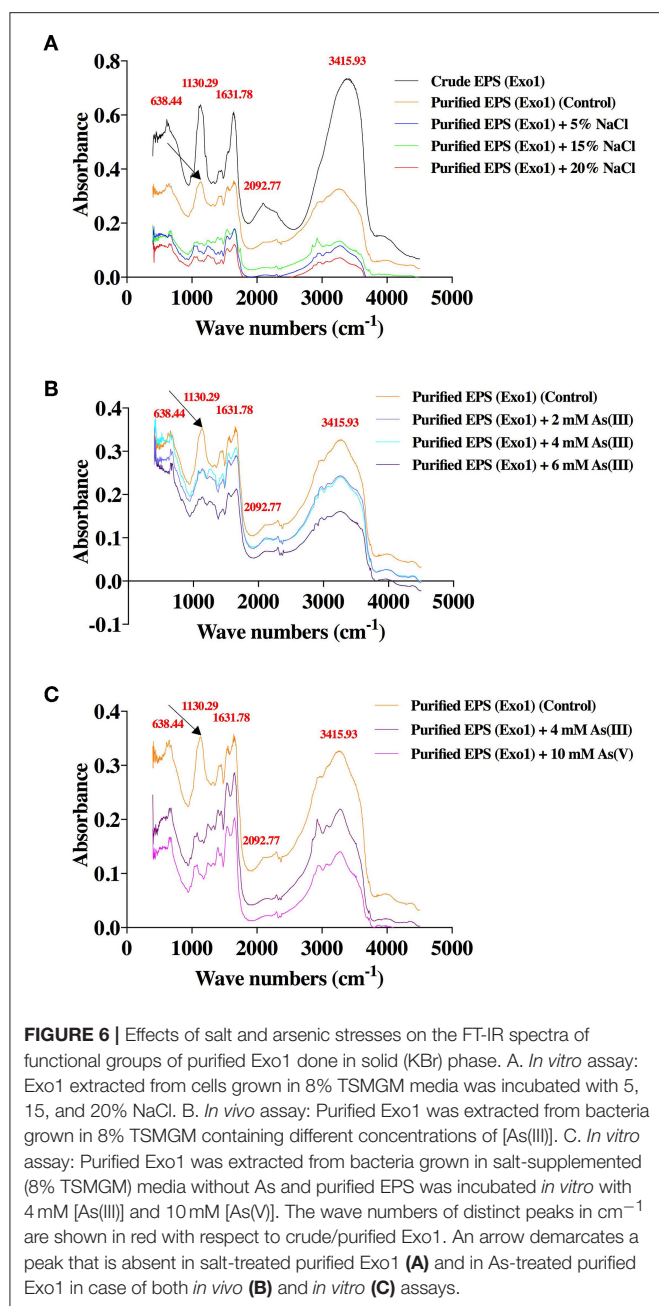 A
3415.93
1130.29 1631.78
638.44
2092.77
Crude EPS (Exo1)
Purified EPS (Exo1) (Control)
Purified EPS (Exo1) + 5% NaCl
Purified EPS (Exo1) + 15% NaCl
Purified EPS (Exo1) + 20% NaCl
Absorbance
0.8
0.6
0.4
0.2
0.0
0 1000 2000 3000 4000 5000
Wave numbers (cm⁻¹)
B
1130.29
638.44 1631.78
3415.93
2092.77
Purified EPS (Exo1) (Control)
Purified EPS (Exo1) + 2 mM As(III)
Purified EPS (Exo1) + 4 mM As(III)
Purified EPS (Exo1) + 6 mM As(III)
Absorbance
0.4
0.3
0.2
0.1
0.0
-0.1
1000 2000 3000 4000 5000
Wave numbers (cm⁻¹)
C
1130.29
638.44 1631.78
3415.93
2092.77
Purified EPS (Exo1) (Control)
Purified EPS (Exo1) + 4 mM As(III)
Purified EPS (Exo1) + 10 mM As(V)
Absorbance
0.4
0.3
0.2
0.1
0.0
0 1000 2000 3000 4000 5000
Wave numbers (cm⁻¹)
FIGURE 6 | Effects of salt and arsenic stresses on the FT-IR spectra of
functional groups of purified Exo1 done in solid (KBr) phase. A. In vitro assay:
Exo1 extracted from cells grown in 8% TSMGM media was incubated with 5,
15, and 20% NaCl. B. In vivo assay: Purified Exo1 was extracted from bacteria
grown in 8% TSMGM containing different concentrations of [As(III)]. C. In vitro
assay: Purified Exo1 was extracted from bacteria grown in salt-supplemented
(8% TSMGM) media without As and purified EPS was incubated in vitro with
4 mM [As(III)] and 10 mM [As(V)]. The wave numbers of distinct peaks in cm⁻¹
are shown in red with respect to crude/purified Exo1. An arrow demarcates a
peak that is absent in salt-treated purified Exo1 (A) and in As-treated purified
Exo1 in case of both in vivo (B) and in vitro (C) assays.